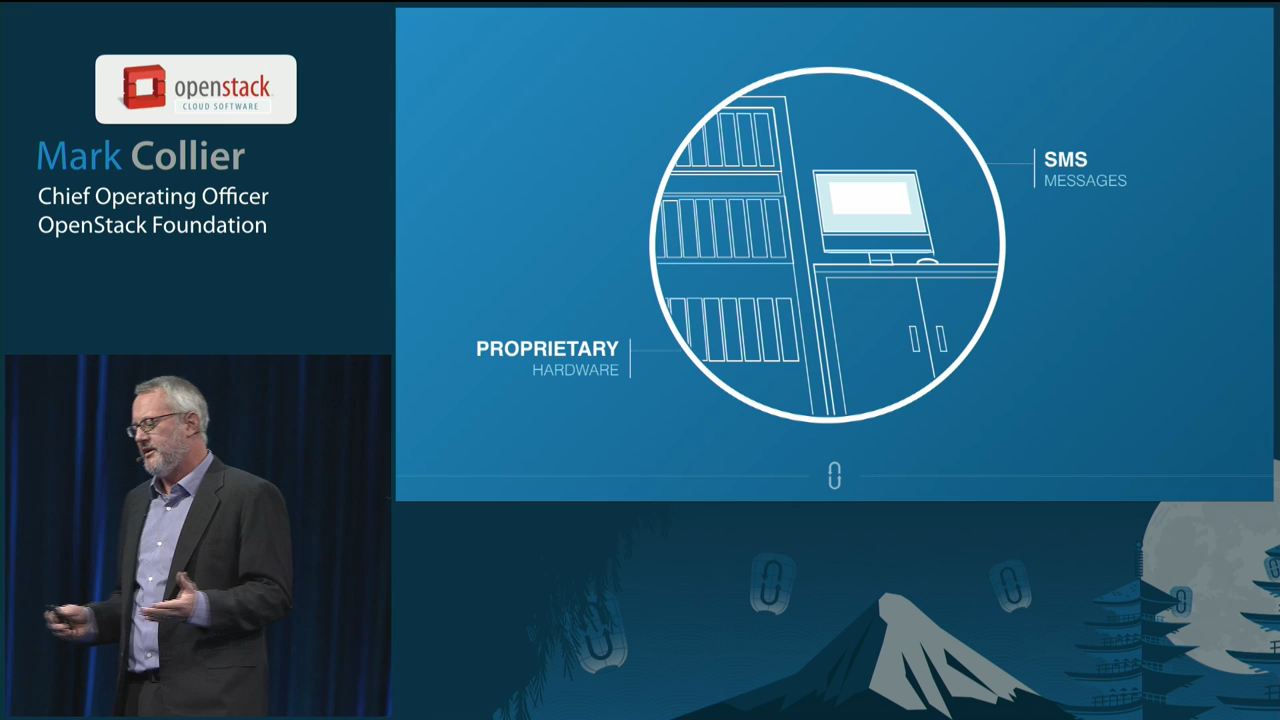 openstack
CLOUD SOFTWARE
Mark Collier
Chief Operating Officer
OpenStack Foundation
SMS
MESSAGES
PROPRIETARY
HARDWARE